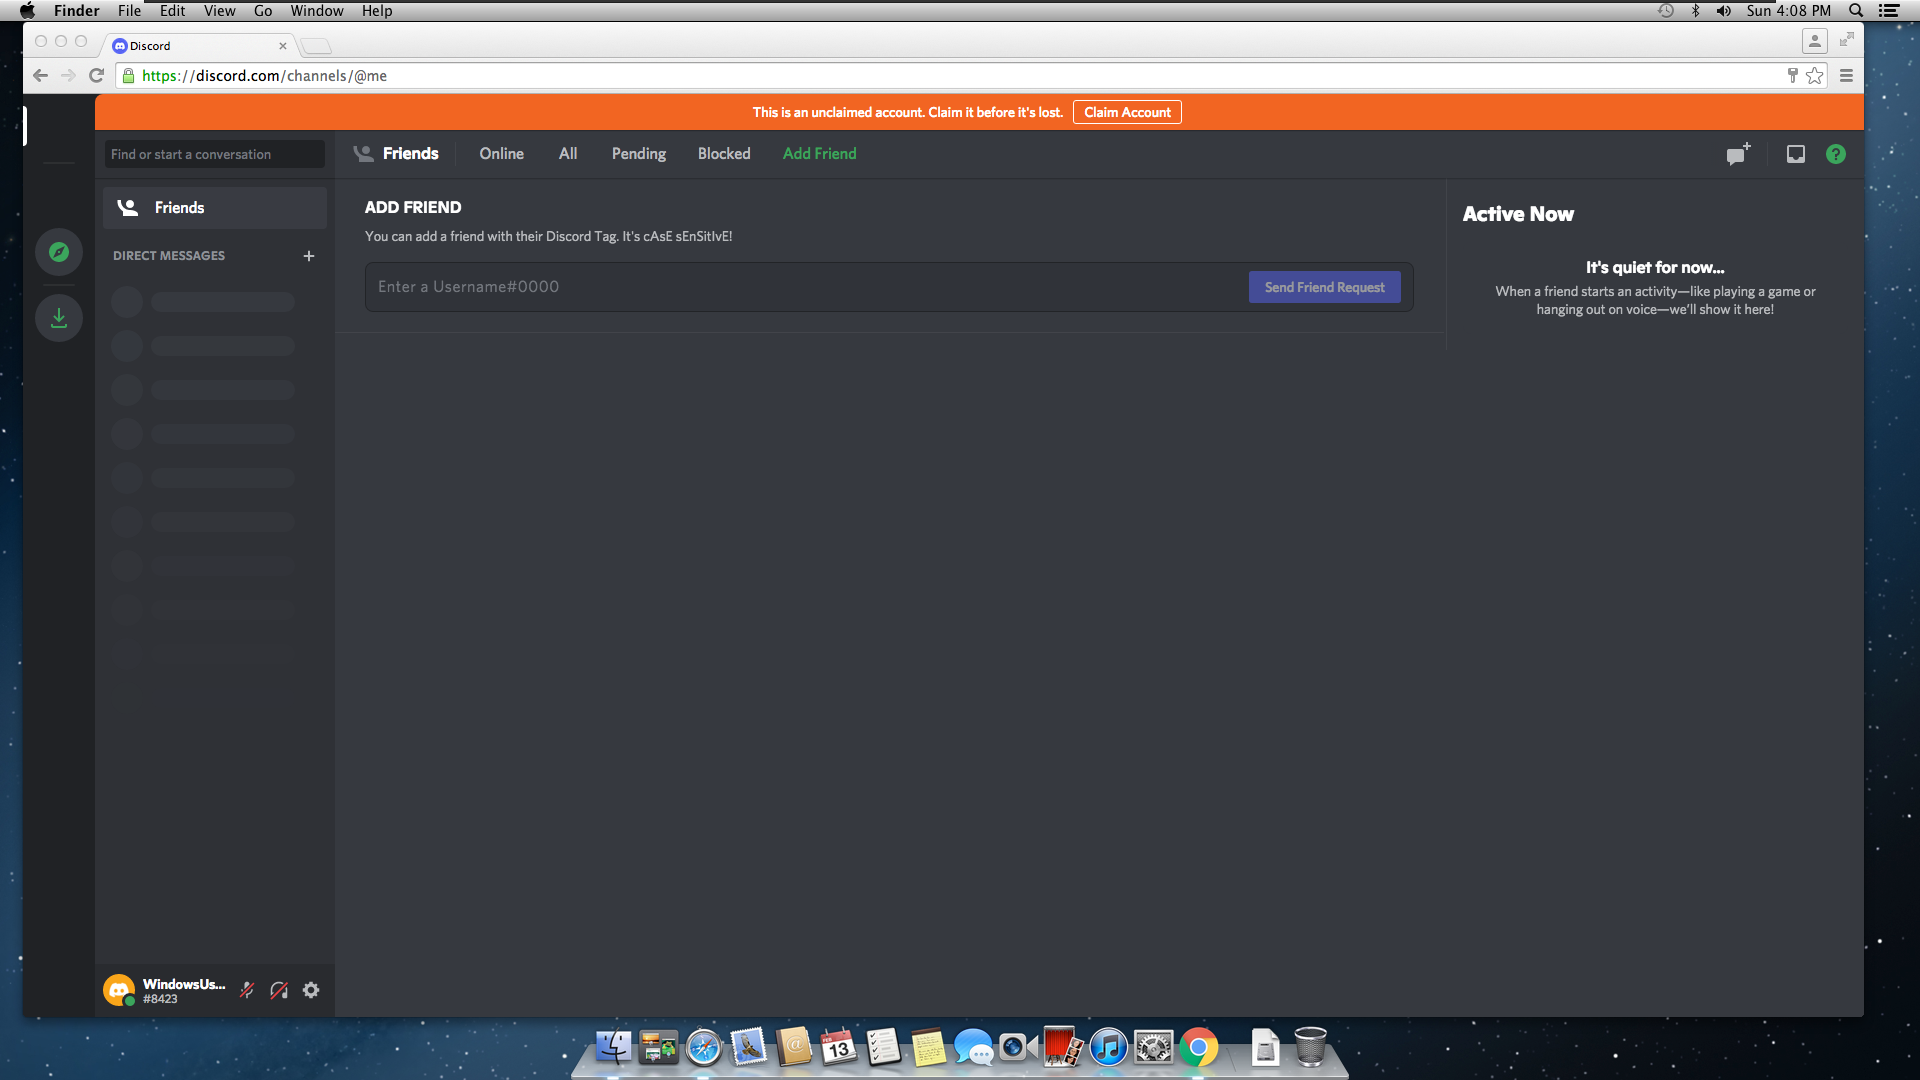 Finder File Edit View Go Window Help
Sun 4:08 PM
Discord
https://discord.com/channels/@me
This is an unclaimed account. Claim it before it's lost. Claim Account
Find or start a conversation
Friends Online All Pending Blocked Add Friend
?
Friends
DIRECT MESSAGES +
ADD FRIEND
You can add a friend with their Discord Tag. It's cAsE sEnSitIvE!
Enter a Username#0000
Send Friend Request
Active Now
It's quiet for now...
When a friend starts an activity—like playing a game or
hanging out on voice—we'll show it here!
WindowsUs...
#8423
FEB
13